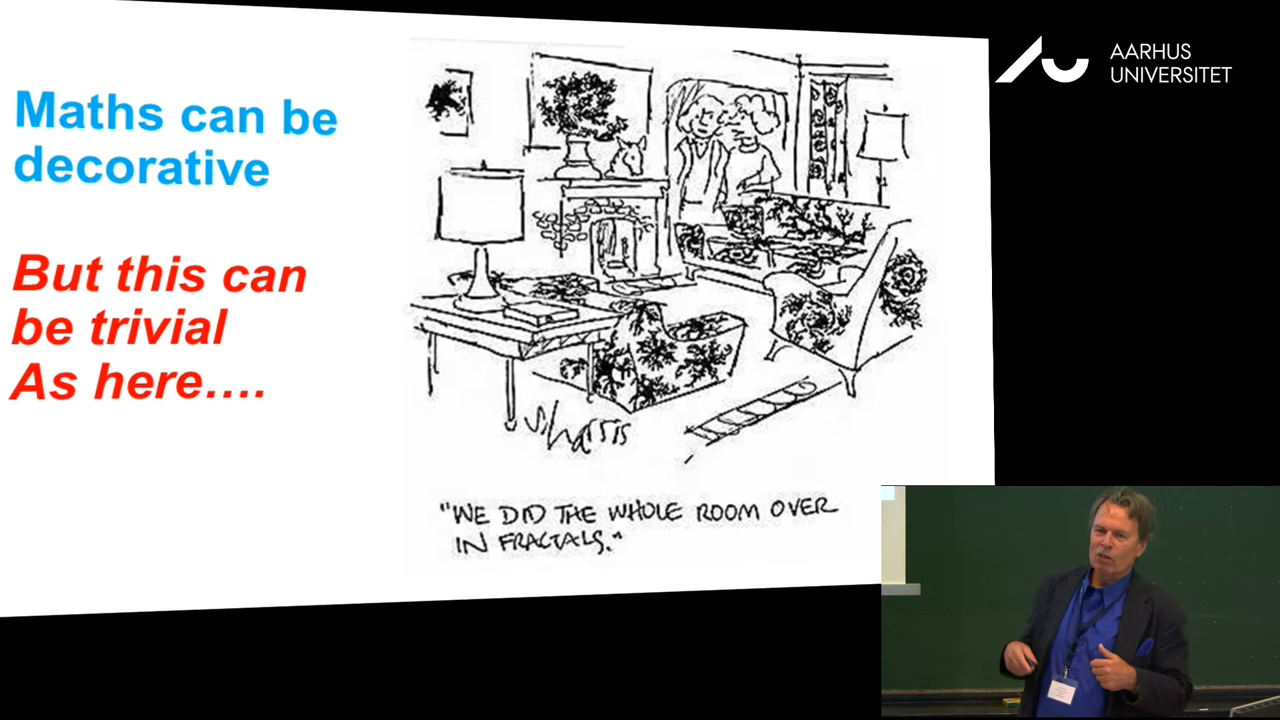 Maths can be
decorative
But this can
be trivial
As here....
S. Harris
"WE DID THE WHOLE ROOM OVER
IN FRACTALS."
AARHUS
UNIVERSITET